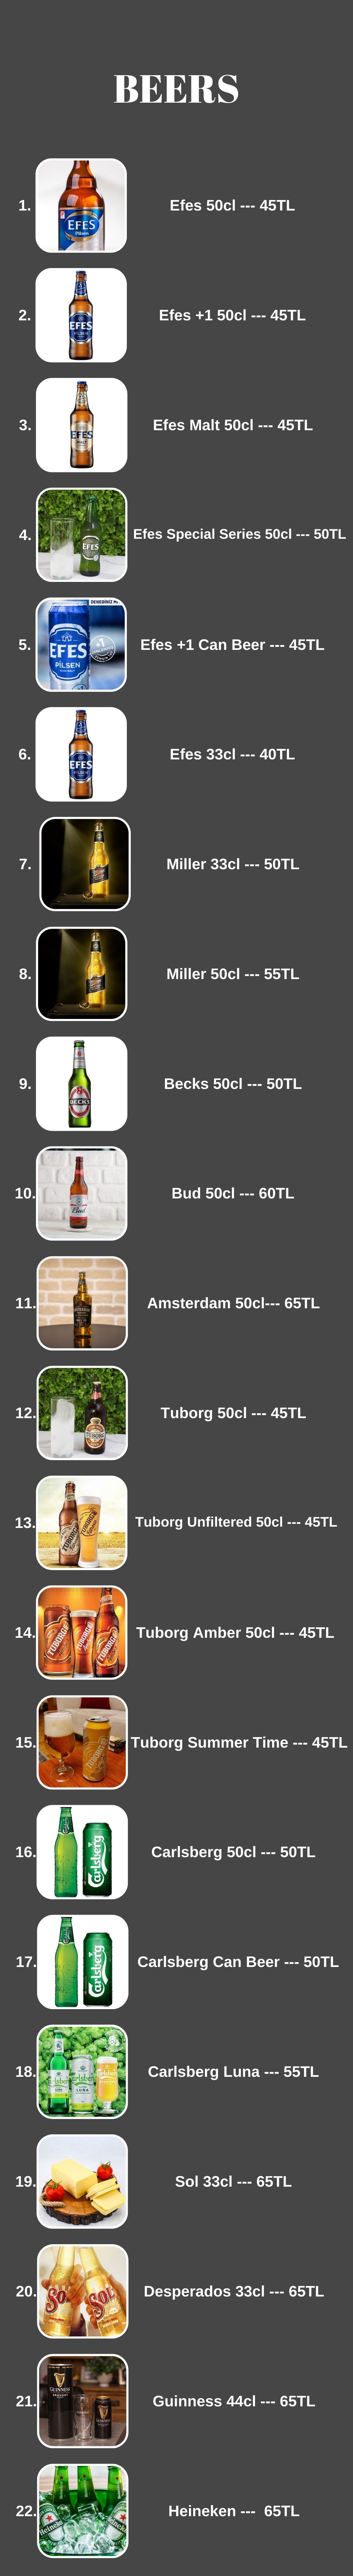 BEERS
1. Efes 50cl --- 45TL
2. Efes +1 50cl --- 45TL
3. Efes Malt 50cl --- 45TL
4. Efes Special Series 50cl --- 50TL
5. Efes +1 Can Beer --- 45TL
6. Efes 33cl --- 40TL
7. Miller 33cl --- 50TL
8. Miller 50cl --- 55TL
9. Becks 50cl --- 50TL
10. Bud 50cl --- 60TL
11. Amsterdam 50cl--- 65TL
12. Tuborg 50cl --- 45TL
13. Tuborg Unfiltered 50cl --- 45TL
14. Tuborg Amber 50cl --- 45TL
15. Tuborg Summer Time --- 45TL
16. Carlsberg 50cl --- 50TL
17. Carlsberg Can Beer --- 50TL
18. Carlsberg Luna --- 55TL
19. Sol 33cl --- 65TL
20. Desperados 33cl --- 65TL
21. Guinness 44cl --- 65TL
22. Heineken --- 65TL